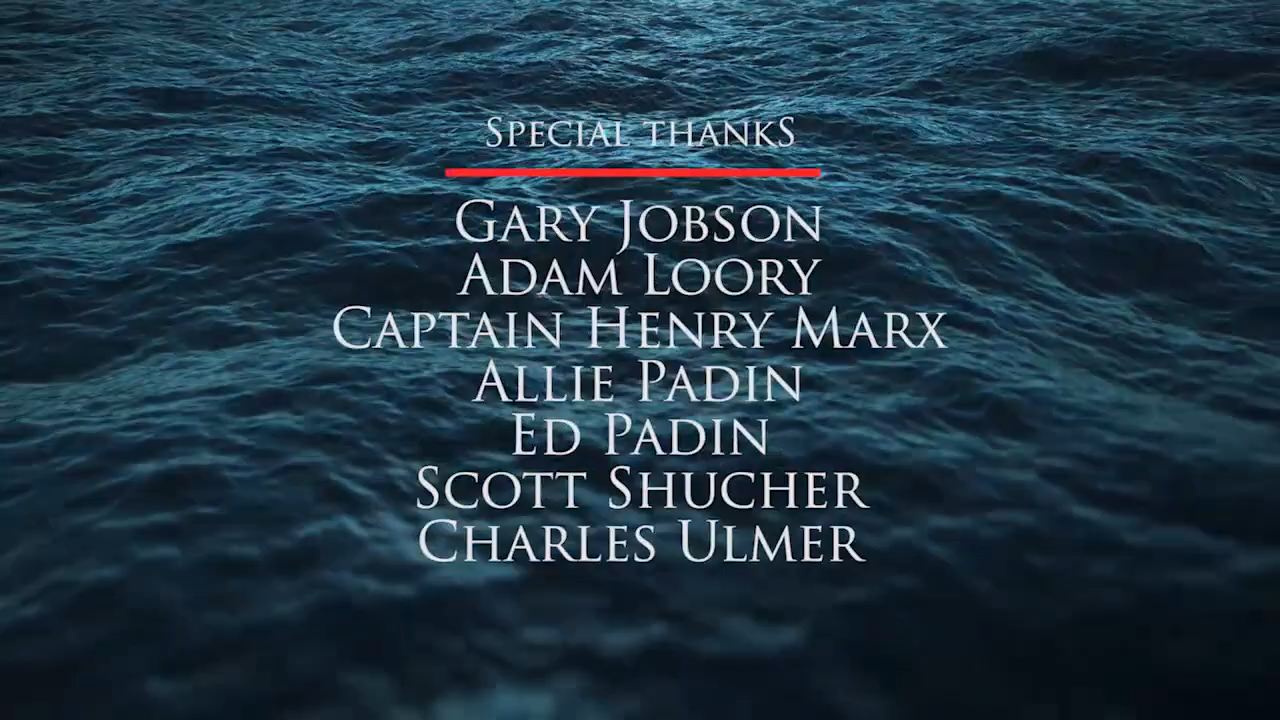 Special thankS
Gary Jobson
Adam Loory
Captain Henry Marx
Allie Padin
Ed Padin
Scott Shucher
Charles Ulmer